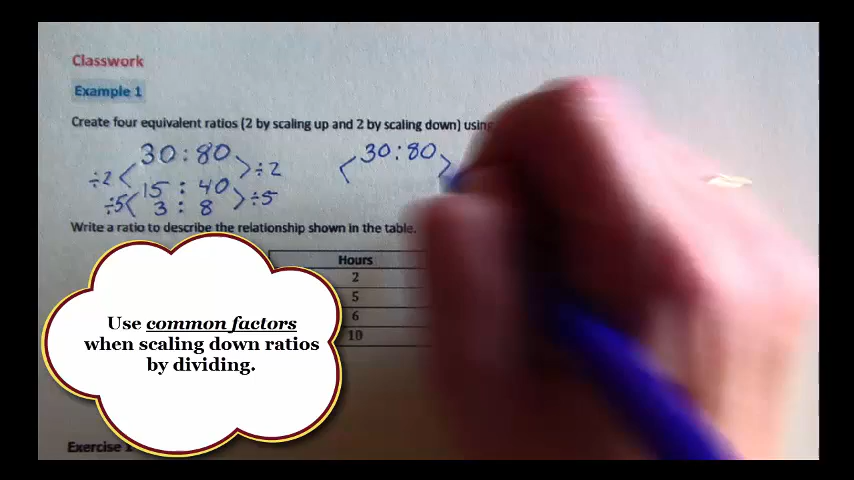 Classwork
Example 1
Create four equivalent ratios (2 by scaling up and 2 by scaling down) using
30 : 80
÷2 ÷2
15 : 40
÷5 ÷5
3 : 8
30 : 80
Write a ratio to describe the relationship shown in the table.
Hours
2
5
6
10
Use common factors
when scaling down ratios
by dividing.
Exercise